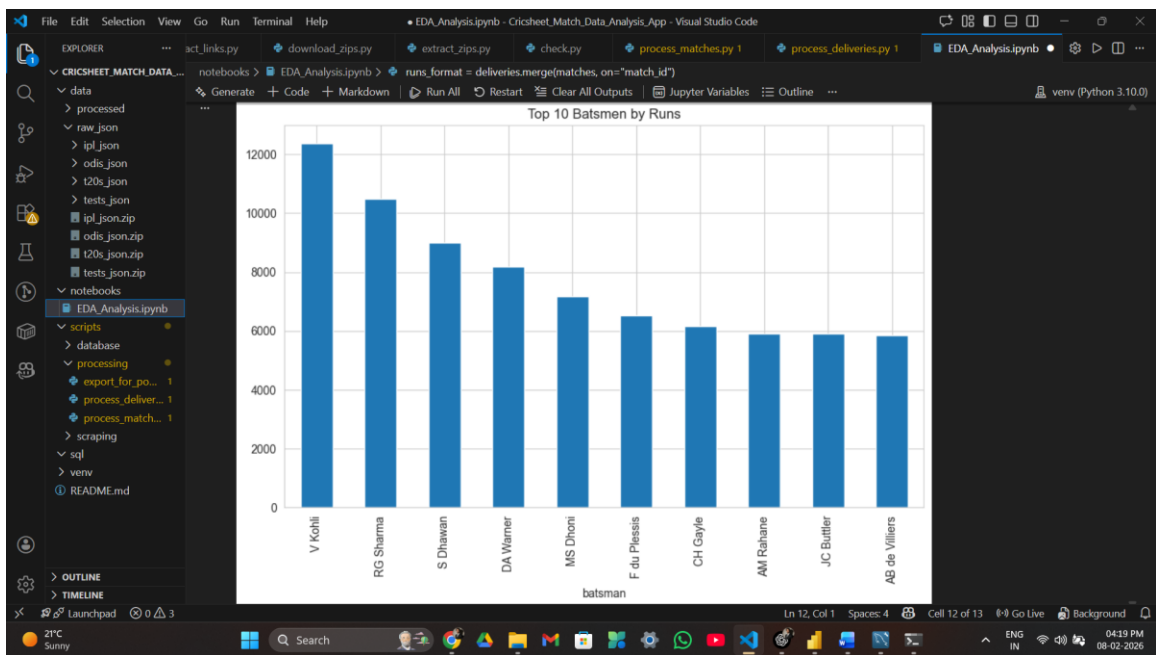 File Edit Selection View Go Run Terminal Help
● EDA_Analysis.ipynb - Cricsheet_Match_Data_Analysis_App - Visual Studio Code
EXPLORER ...
act_links.py download_zips.py extract_zips.py check.py process_matches.py 1 process_deliveries.py 1 EDA_Analysis.ipynb ●
CRICSHEET_MATCH_DATA_...
notebooks > EDA_Analysis.ipynb > runs_format = deliveries.merge(matches, on="match_id")
Generate + Code + Markdown | Run All Restart Clear All Outputs | Jupyter Variables Outline ... venv (Python 3.10.0)
data
processed
raw_json
ipl_json
odis_json
t20s_json
tests_json
ipl_json.zip
odis_json.zip
t20s_json.zip
tests_json.zip
notebooks
EDA_Analysis.ipynb
scripts
database
processing
export_for_po... 1
process_deliver... 1
process_match... 1
scraping
sql
venv
README.md
OUTLINE
TIMELINE
...
Top 10 Batsmen by Runs
12000
10000
8000
6000
4000
2000
0
V Kohli
RG Sharma
S Dhawan
DA Warner
MS Dhoni
F du Plessis
CH Gayle
AM Rahane
JC Buttler
AB de Villiers
batsman
Launchpad 0 3 Ln 12, Col 1 Spaces: 4 Cell 12 of 13 Go Live Background
21°C
Sunny
Search
ENG
IN
04:19 PM
08-02-2026